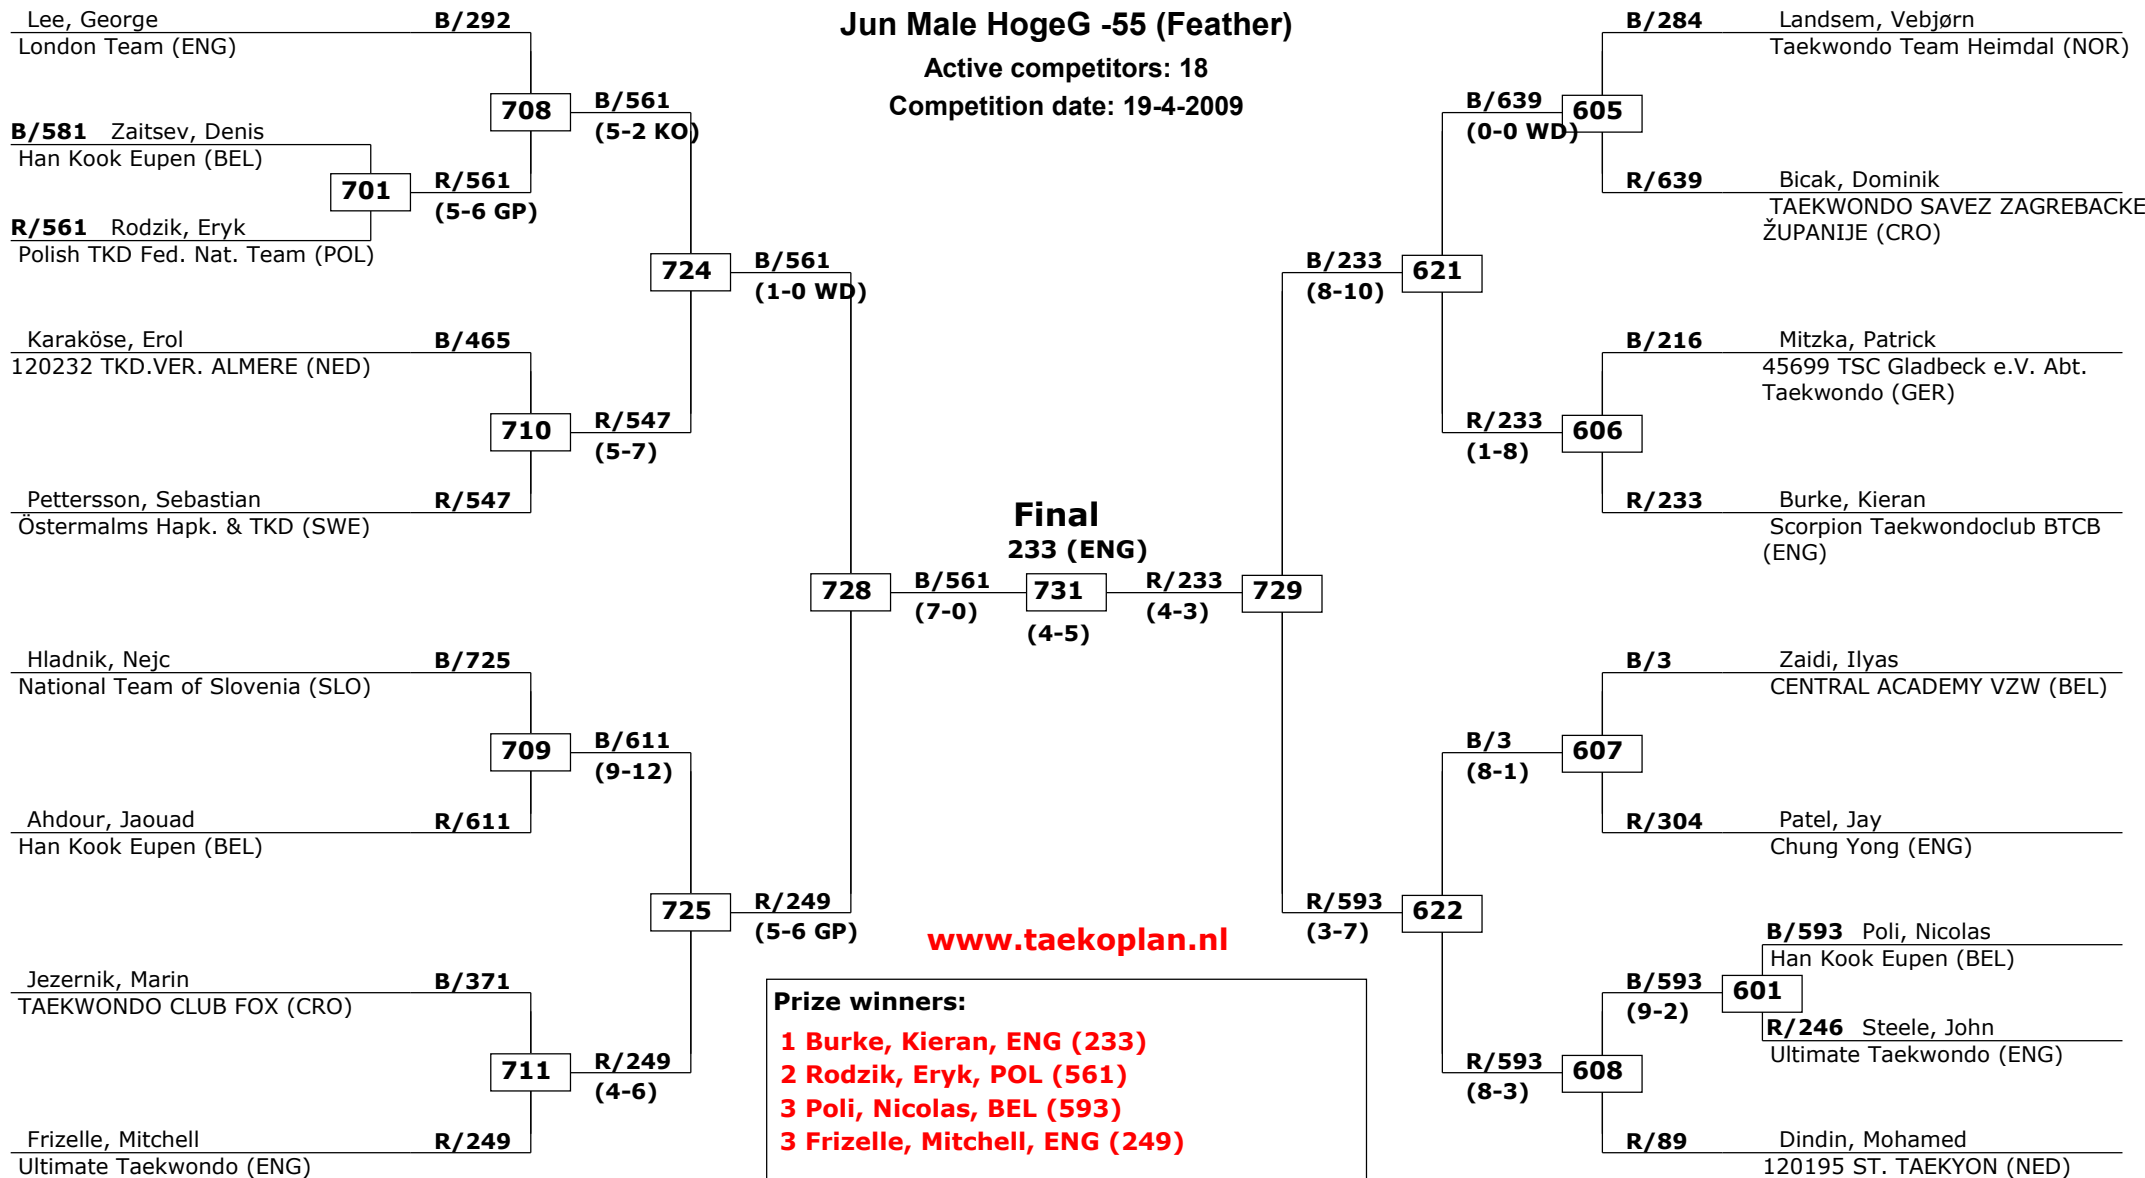 Jun Male HogeG -55 (Feather)
Active competitors: 18
Competition date: 19-4-2009
Lee, George B/292
London Team (ENG)
B/581 Zaitsev, Denis
Han Kook Eupen (BEL)
701
R/561
(5-6 GP)
R/561 Rodzik, Eryk
Polish TKD Fed. Nat. Team (POL)
708
B/561
(5-2 KO)
Karaköse, Erol B/465
120232 TKD.VER. ALMERE (NED)
710
R/547
(5-7)
Pettersson, Sebastian R/547
Östermalms Hapk. & TKD (SWE)
724
B/561
(1-0 WD)
Hladnik, Nejc B/725
National Team of Slovenia (SLO)
709
B/611
(9-12)
Ahdour, Jaouad R/611
Han Kook Eupen (BEL)
725
R/249
(5-6 GP)
Jezernik, Marin B/371
TAEKWONDO CLUB FOX (CRO)
711
R/249
(4-6)
Frizelle, Mitchell R/249
Ultimate Taekwondo (ENG)
728
B/561
(7-0)
Final
233 (ENG)
731
(4-5)
R/233
(4-3)
729
B/284 Landsem, Vebjørn
Taekwondo Team Heimdal (NOR)
B/639
(0-0 WD)
605
R/639 Bicak, Dominik
TAEKWONDO SAVEZ ZAGREBACKE
ŽUPANIJE (CRO)
B/233
(8-10)
621
B/216 Mitzka, Patrick
45699 TSC Gladbeck e.V. Abt.
Taekwondo (GER)
R/233
(1-8)
606
R/233 Burke, Kieran
Scorpion Taekwondoclub BTCB
(ENG)
B/3 Zaidi, Ilyas
CENTRAL ACADEMY VZW (BEL)
B/3
(8-1)
607
R/304 Patel, Jay
Chung Yong (ENG)
R/593
(3-7)
622
B/593 Poli, Nicolas
Han Kook Eupen (BEL)
B/593
(9-2)
601
R/246 Steele, John
Ultimate Taekwondo (ENG)
R/593
(8-3)
608
R/89 Dindin, Mohamed
120195 ST. TAEKYON (NED)
www.taekoplan.nl
Prize winners:
1 Burke, Kieran, ENG (233)
2 Rodzik, Eryk, POL (561)
3 Poli, Nicolas, BEL (593)
3 Frizelle, Mitchell, ENG (249)